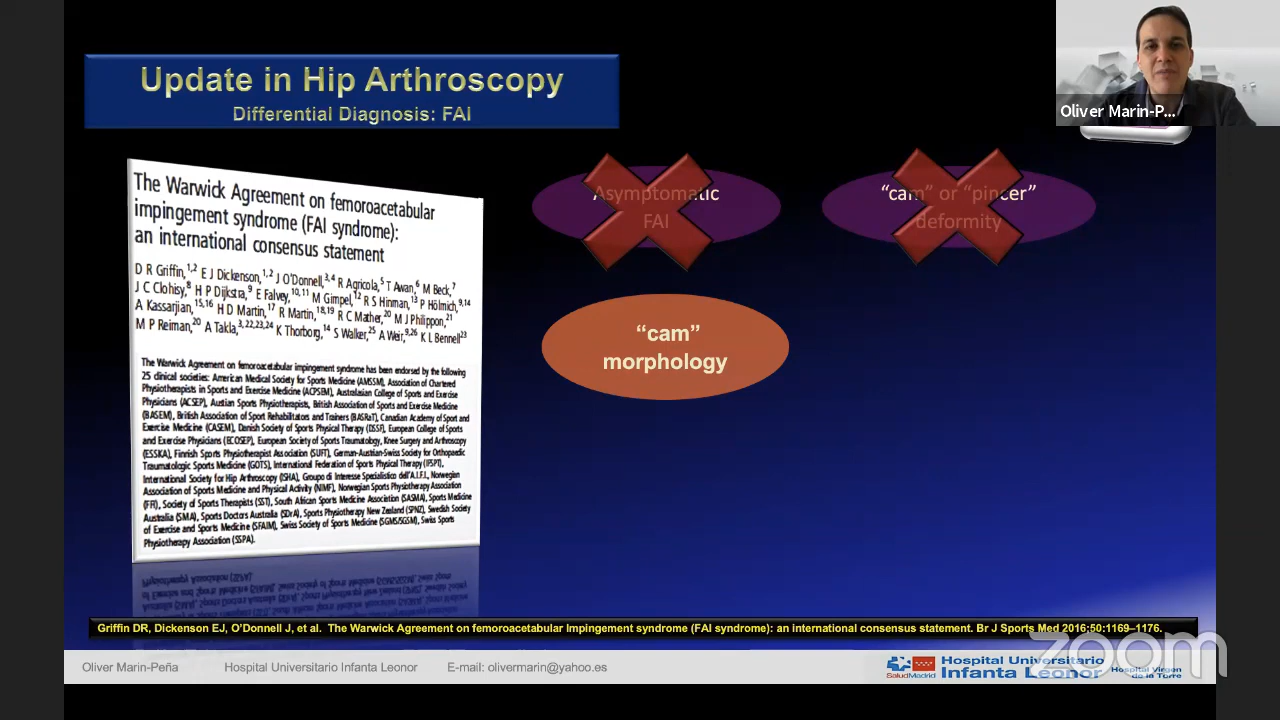 Update in Hip Arthroscopy
Differential Diagnosis: FAI
Oliver Marin-P...
The Warwick Agreement on femoroacetabular
impingement syndrome (FAI syndrome):
an international consensus statement
D R Griffin,1,2 E J Dickenson,1,2 J O'Donnell,3,4 R Agricola,5 T Awan,6 M Beck,7
J C Clohisy,8 H P Dijkstra,9 E Falvey,10,11 M Gimpel,12 R S Hinman,13 P Hölmich,9,14
A Kassarjian,15,16 H D Martin,17 R Martin,18,19 R C Mather,20 M J Philippon,21
M P Reiman,20 A Takla,3,22,23,24 K Thorborg,14 S Walker,25 A Weir,9,26 K L Bennell23
The Warwick Agreement on femoroacetabular impingement syndrome has been endorsed by the following
25 clinical societies: American Medical Society for Sports Medicine (AMSSM), Association of Chartered
Physiotherapists in Sports and Exercise Medicine (ACPSEM), Australasian College of Sports and Exercise
Physicians (ACSEP), Austian Sports Physiotherapists, British Association of Sports and Exercise Medicine
(BASEM), British Association of Sport Rehabilitators and Trainers (BASRaT), Canadian Academy of Sport and
Exercise Medicine (CASEM), Danish Society of Sports Physical Therapy (DSSF), European College of Sports
and Exercise Physicians (ECOSEP), European Society of Sports Traumatology, Knee Surgery and Arthroscopy
(ESSKA), Finnish Sports Physiotherapist Association (SUFT), German-Austrian-Swiss Society for Orthopaedic
Traumatologic Sports Medicine (GOTS), International Federation of Sports Physical Therapy (IFSPT),
International Society for Hip Arthroscopy (ISHA), Groupo di Interesse Specialistico dell'A.I.F.I., Norwegian
Association of Sports Medicine and Physical Activity (NIMF), Norwegian Sports Physiotherapy Association
(FFI), Society of Sports Therapists (SST), South African Sports Medicine Association (SASMA), Sports Medicine
Australia (SMA), Sports Doctors Australia (SDrA), Sports Physiotherapy New Zealand (SPNZ), Swedish Society
of Exercise and Sports Medicine (SFAIM), Swiss Society of Sports Medicine (SGMS/SGSM), Swiss Sports
Physiotherapy Association (SSPA).
Asymptomatic
FAI
“cam” or “pincer”
deformity
“cam”
morphology
Griffin DR, Dickenson EJ, O'Donnell J, et al. The Warwick Agreement on femoroacetabular Impingement syndrome (FAI syndrome): an international consensus statement. Br J Sports Med 2016;50:1169–1176.
Oliver Marin-Peña Hospital Universitario Infanta Leonor E-mail: olivermarin@yahoo.es
SaludMadrid
Hospital Universitario
Infanta Leonor
Hospital Virgen
de la Torre
zoom